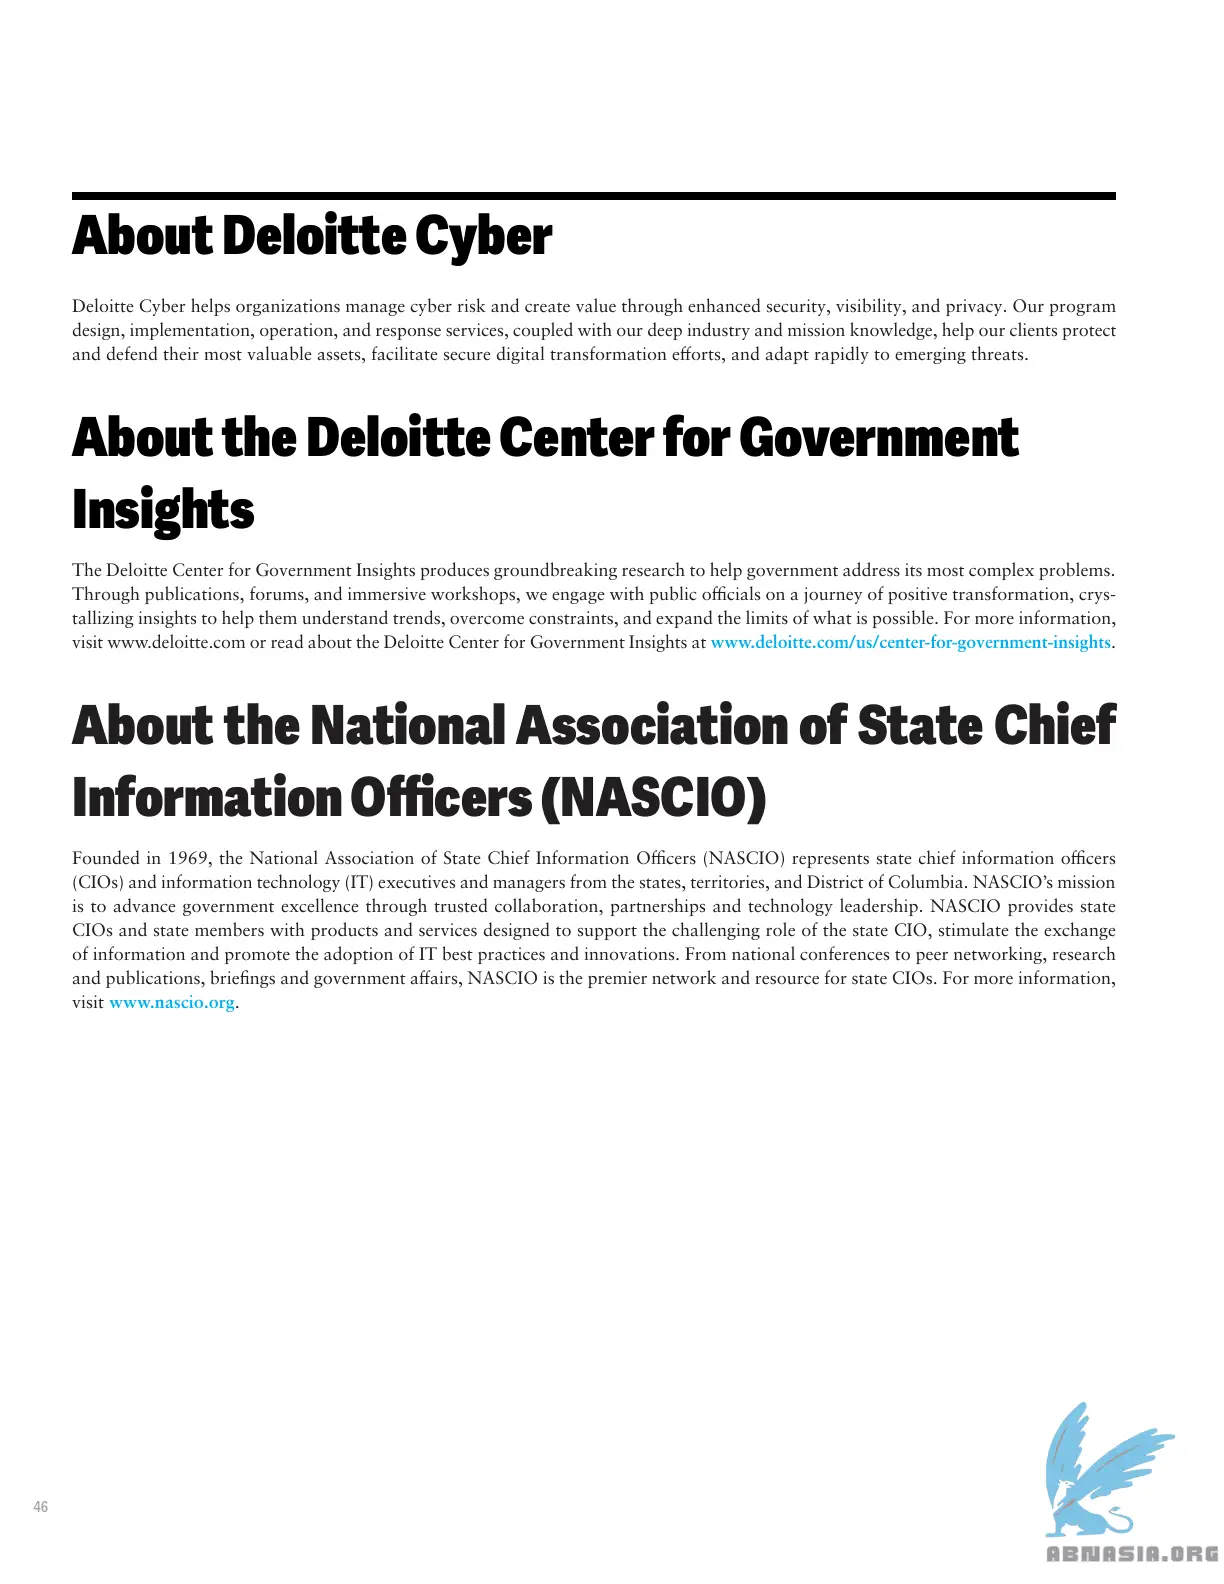 About Deloitte Cyber
Deloitte Cyber helps organizations manage cyber risk and create value through enhanced security, visibility, and privacy. Our program
design, implementation, operation, and response services, coupled with our deep industry and mission knowledge, help our clients protect
and defend their most valuable assets, facilitate secure digital transformation efforts, and adapt rapidly to emerging threats.
About the Deloitte Center for Government
Insights
The Deloitte Center for Government Insights produces groundbreaking research to help government address its most complex problems.
Through publications, forums, and immersive workshops, we engage with public officials on a journey of positive transformation, crys-
tallizing insights to help them understand trends, overcome constraints, and expand the limits of what is possible. For more information,
visit www.deloitte.com or read about the Deloitte Center for Government Insights at www.deloitte.com/us/center-for-government-insights.
About the National Association of State Chief
Information Officers (NASCIO)
Founded in 1969, the National Association of State Chief Information Officers (NASCIO) represents state chief information officers
(CIOs) and information technology (IT) executives and managers from the states, territories, and District of Columbia. NASCIO’s mission
is to advance government excellence through trusted collaboration, partnerships and technology leadership. NASCIO provides state
CIOs and state members with products and services designed to support the challenging role of the state CIO, stimulate the exchange
of information and promote the adoption of IT best practices and innovations. From national conferences to peer networking, research
and publications, briefings and government affairs, NASCIO is the premier network and resource for state CIOs. For more information,
visit www.nascio.org.
46
ABNASIA.ORG